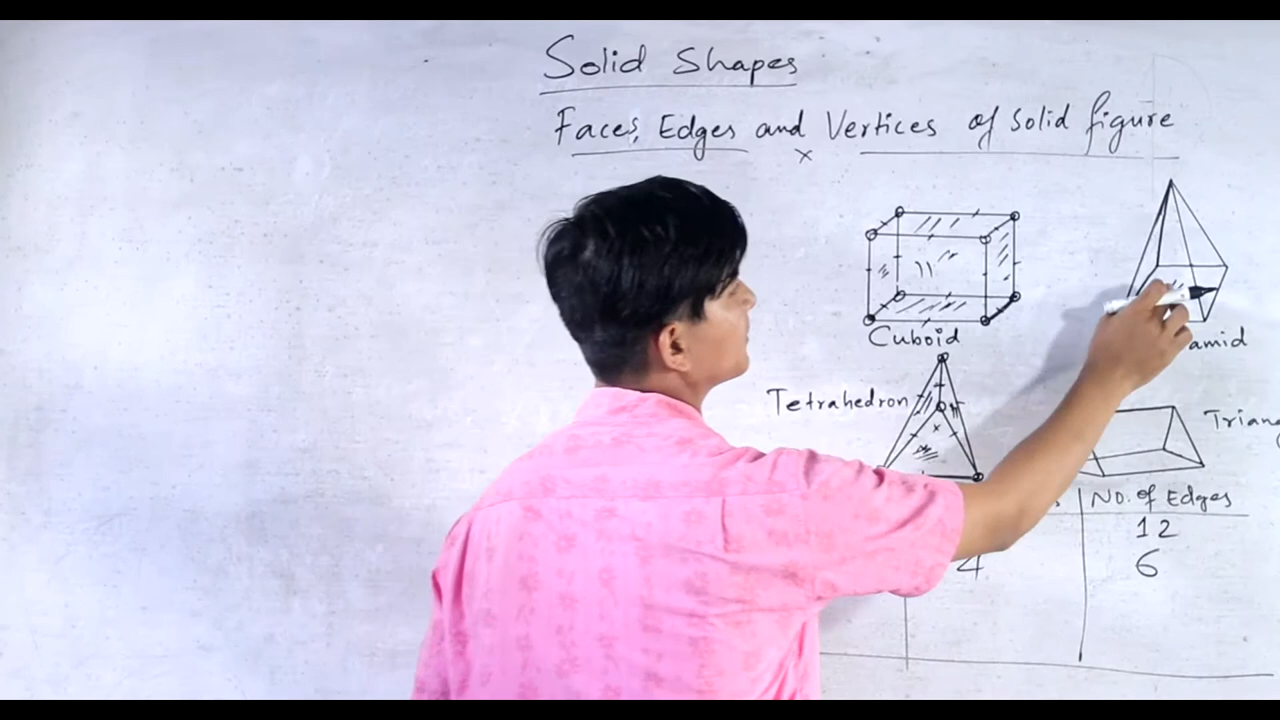 Solid Shapes
Faces, Edges and Vertices of solid figure
Cuboid
Tetrahedron
No. of Edges
12
4 6